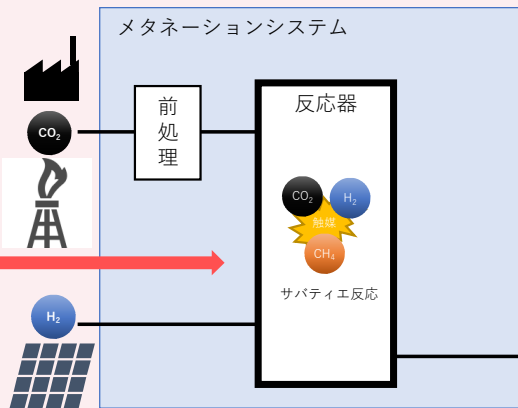 メタネーションシステム
前処理
反応器
CO₂
CO₂
H₂
触媒
CH₄
サバティエ反応
H₂